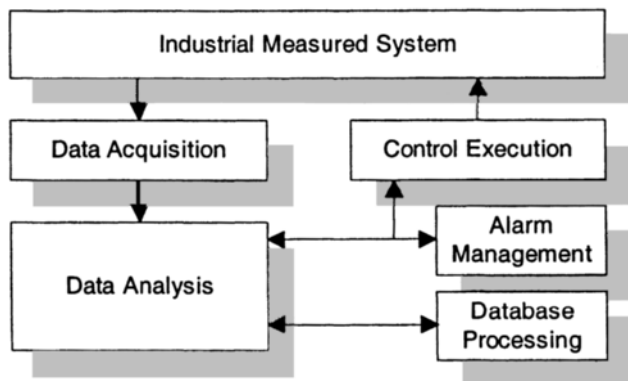 Industrial Measured System
Data Acquisition
Control Execution
Data Analysis
Alarm
Management
Database
Processing